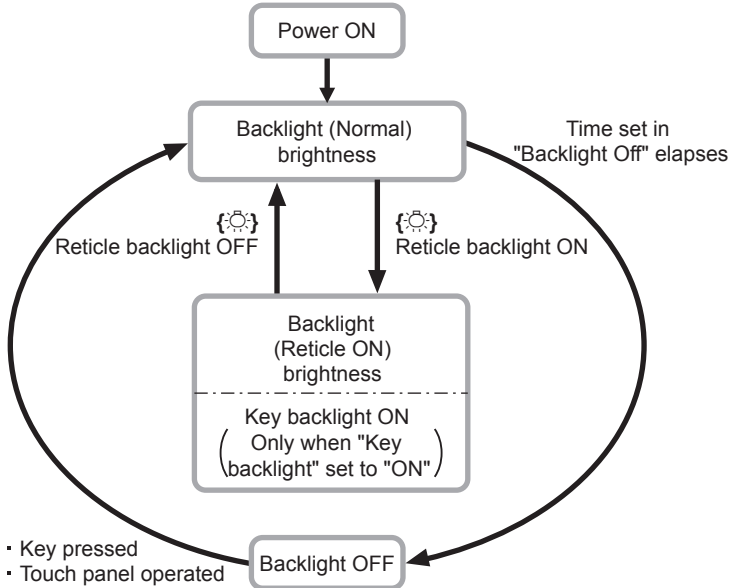 Power ON
Backlight (Normal)
brightness
Time set in
"Backlight Off" elapses
{☼}
Reticle backlight OFF
{☼}
Reticle backlight ON
Backlight
(Reticle ON)
brightness
Key backlight ON
(Only when "Key
backlight" set to "ON")
・Key pressed
・Touch panel operated
Backlight OFF